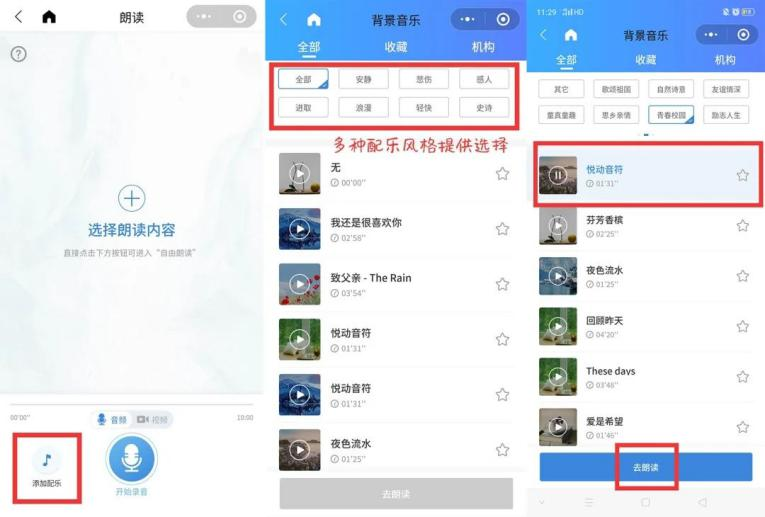 朗读
?
选择朗读内容
直接点击下方按钮可进入“自由朗读”
00'00"
音频
视频
10:00
添加配乐
开始录音
背景音乐
全部
收藏
机构
全部
安静
悲伤
感人
进取
浪漫
轻快
史诗
多种配乐风格提供选择
无
00'00"
我还是很喜欢你
02'58"
致父亲 - The Rain
03'54"
悦动音符
01'31"
悦动音符
01'31"
夜色流水
01'25"
去朗读
11:29
HD
背景音乐
全部
收藏
机构
其它
歌颂祖国
自然诗意
友谊情深
童真童趣
思乡亲情
青春校园
励志人生
悦动音符
01'31"
芬芳香槟
02'25"
夜色流水
01'25"
回顾昨天
04'20"
These days
03'46"
爱是希望
01'46"
去朗读